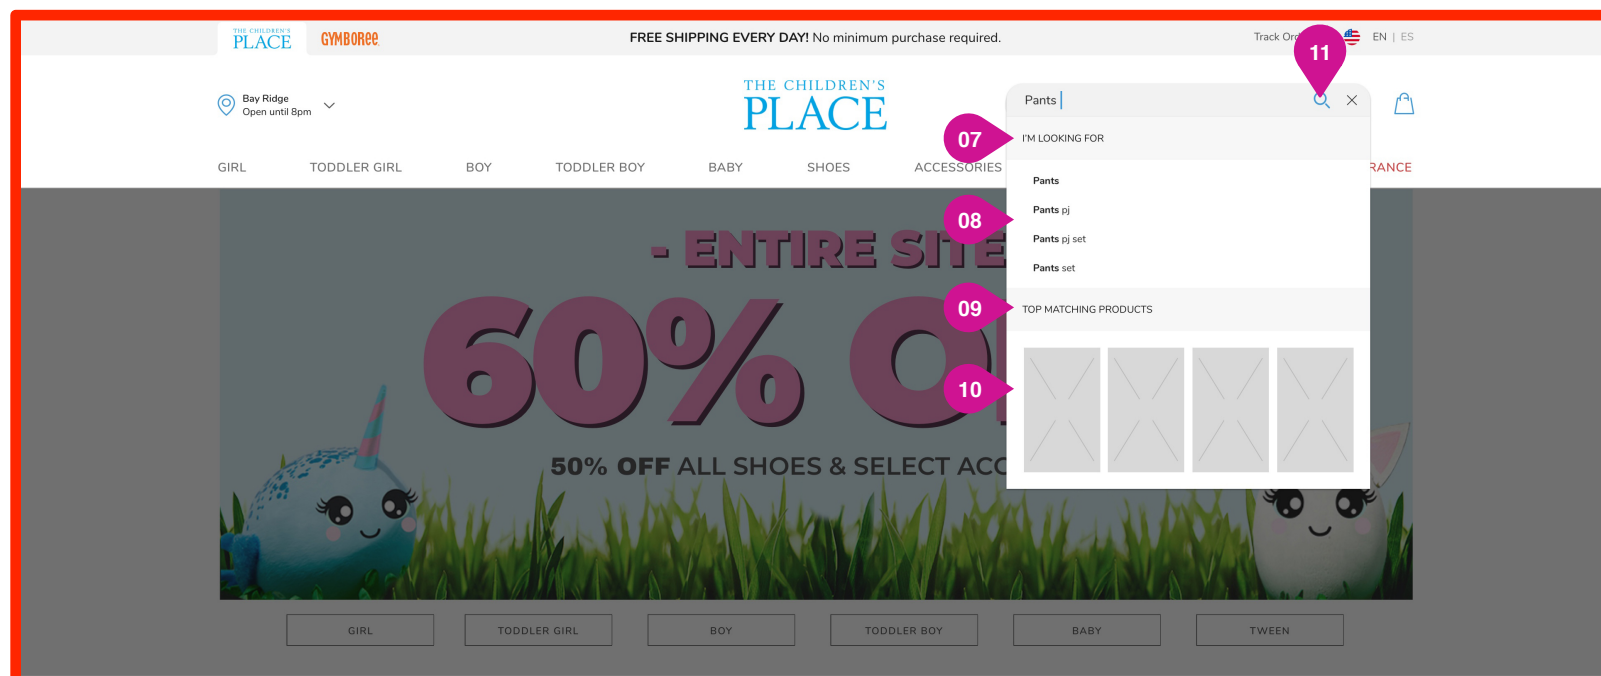 THE CHILDREN'S
PLACE
GYMBOREE
FREE SHIPPING EVERY DAY! No minimum purchase required.
Track
EN | ES
11
Bay Ridge
Open until 8pm
THE CHILDREN'S
PLACE
Pants
07
I'M LOOKING FOR
GIRL
TODDLER GIRL
BOY
TODDLER BOY
BABY
SHOES
ACCESSORIES
Pants
08
Pants pj
Pants pj set
Pants set
- ENTIRE SITE
09
TOP MATCHING PRODUCTS
60%
10
50% OFF ALL SHOES & SELECT
GIRL
TODDLER GIRL
BOY
TODDLER BOY
BABY
TWEEN